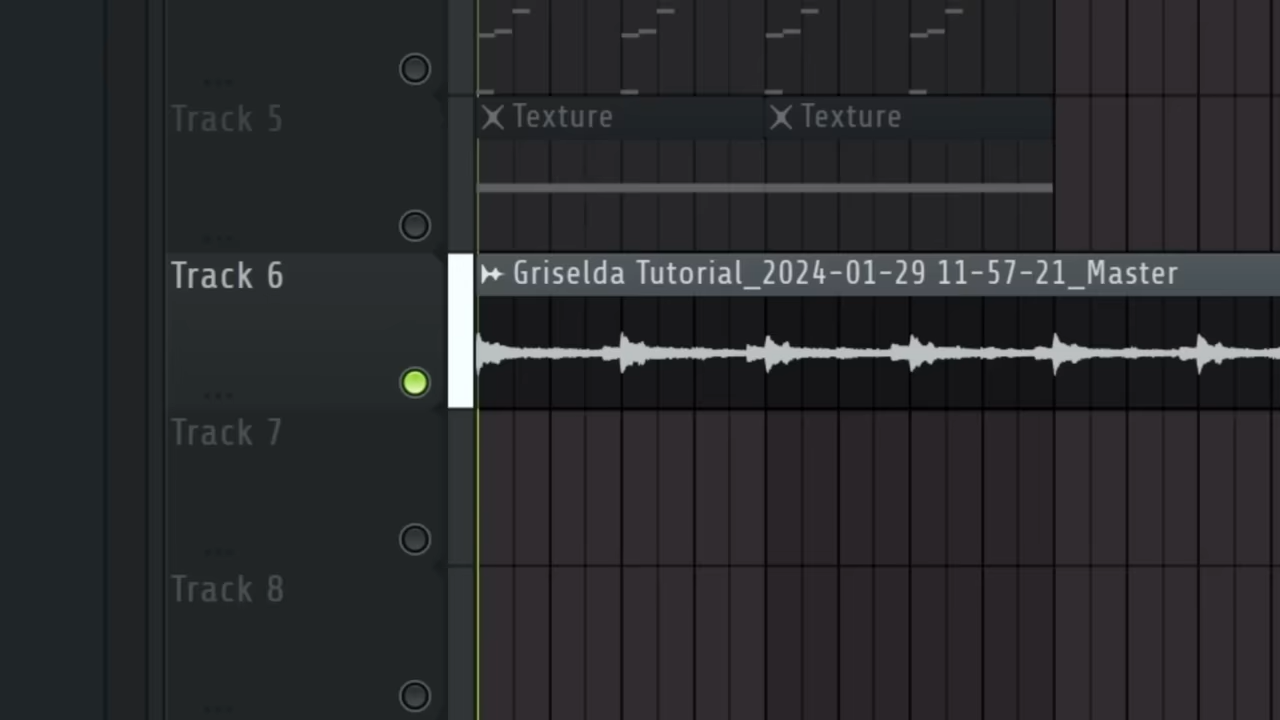 Track 5
Texture
Texture
Track 6
Griselda Tutorial_2024-01-29 11-57-21_Master
Track 7
Track 8